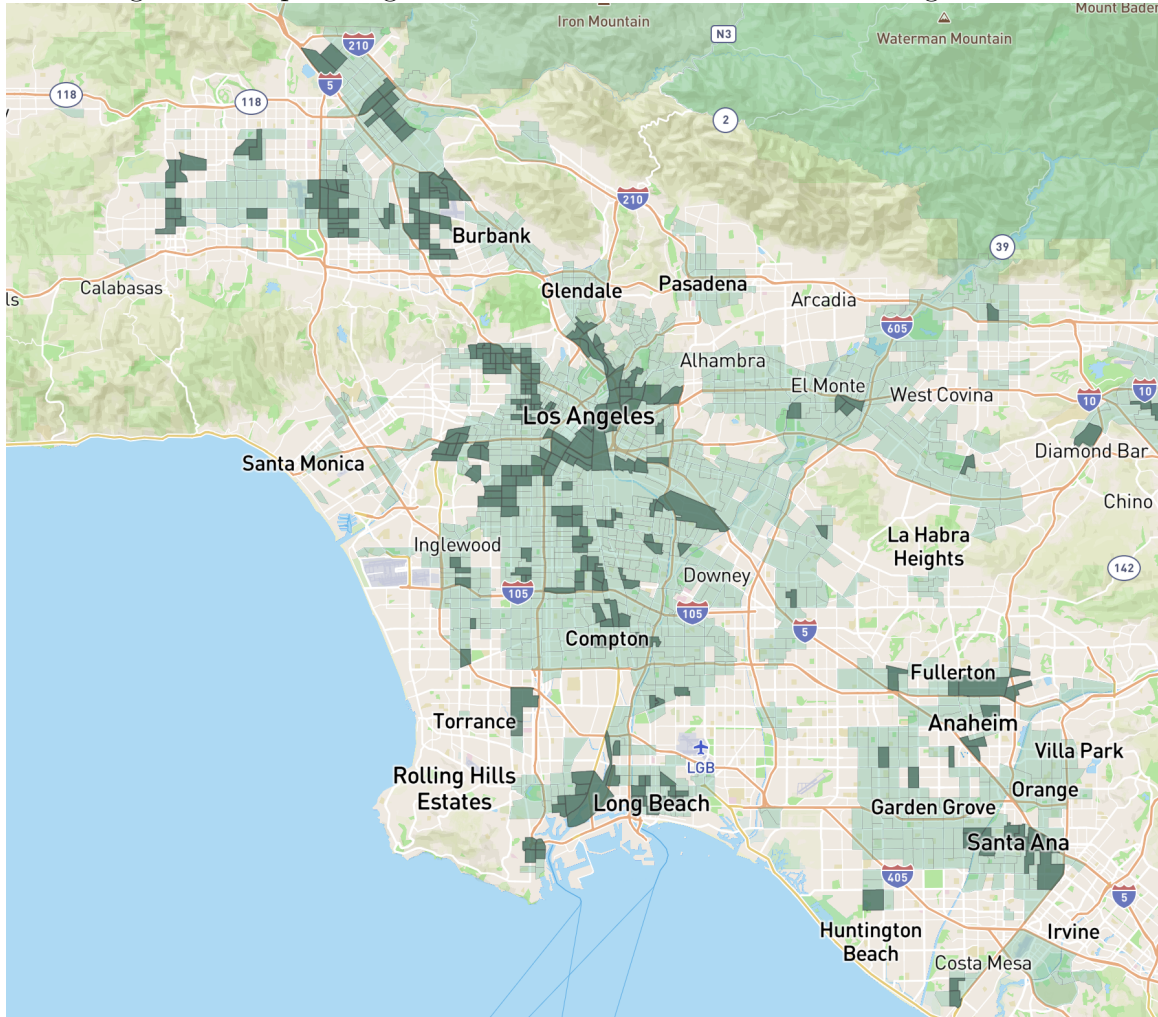 Iron Mountain
Mount Baden
N3
Waterman Mountain
210
5
118
118
2
210
39
Burbank
Calabasas
ls
Glendale
Pasadena
Arcadia
605
Alhambra
El Monte
West Covina
10
10
Los Angeles
Santa Monica
Diamond Bar
Chino
La Habra
Heights
Inglewood
142
Downey
105
105
5
Compton
Fullerton
Torrance
Anaheim
Villa Park
LGB
Rolling Hills
Estates
Orange
Long Beach
Garden Grove
Santa Ana
405
5
Huntington
Beach
Irvine
Costa Mesa